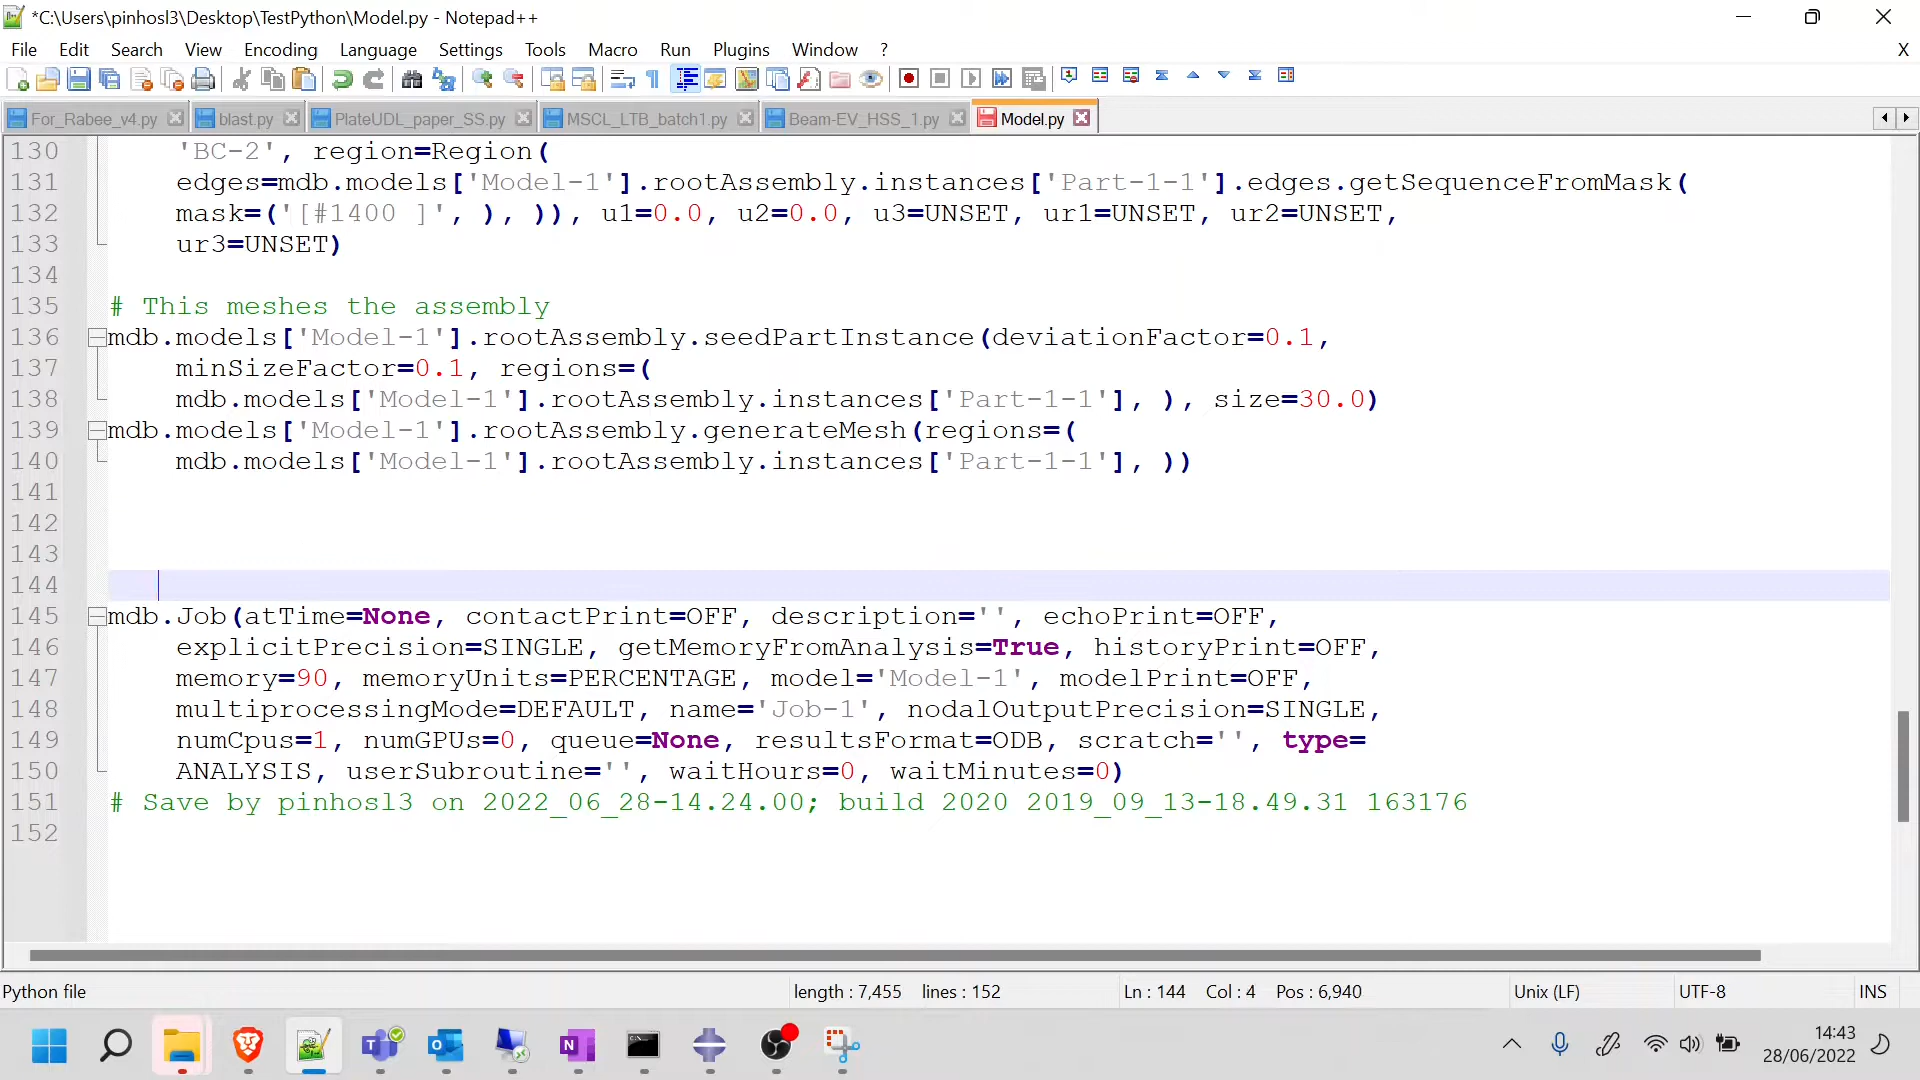 *C:\Users\pinhosl3\Desktop\TestPython\Model.py - Notepad++
File Edit Search View Encoding Language Settings Tools Macro Run Plugins Window ? X
For_Rabee_v4.py blast.py PlateUDL_paper_SS.py MSCL_LTB_batch1.py Beam-EV_HSS_1.py Model.py
130 'BC-2', region=Region(
131 edges=mdb.models['Model-1'].rootAssembly.instances['Part-1-1'].edges.getSequenceFromMask(
132 mask=('[#1400 ]', ), )), u1=0.0, u2=0.0, u3=UNSET, ur1=UNSET, ur2=UNSET,
133 ur3=UNSET)
134
135 # This meshes the assembly
136 mdb.models['Model-1'].rootAssembly.seedPartInstance(deviationFactor=0.1,
137 minSizeFactor=0.1, regions=(
138 mdb.models['Model-1'].rootAssembly.instances['Part-1-1'], ), size=30.0)
139 mdb.models['Model-1'].rootAssembly.generateMesh(regions=(
140 mdb.models['Model-1'].rootAssembly.instances['Part-1-1'], ))
141
142
143
144
145 mdb.Job(atTime=None, contactPrint=OFF, description='', echoPrint=OFF,
146 explicitPrecision=SINGLE, getMemoryFromAnalysis=True, historyPrint=OFF,
147 memory=90, memoryUnits=PERCENTAGE, model='Model-1', modelPrint=OFF,
148 multiprocessingMode=DEFAULT, name='Job-1', nodalOutputPrecision=SINGLE,
149 numCpus=1, numGPUs=0, queue=None, resultsFormat=ODB, scratch='', type=
150 ANALYSIS, userSubroutine='', waitHours=0, waitMinutes=0)
151 # Save by pinhosl3 on 2022_06_28-14.24.00; build 2020 2019_09_13-18.49.31 163176
152
Python file length : 7,455 lines : 152 Ln : 144 Col : 4 Pos : 6,940 Unix (LF) UTF-8 INS
14:43
28/06/2022